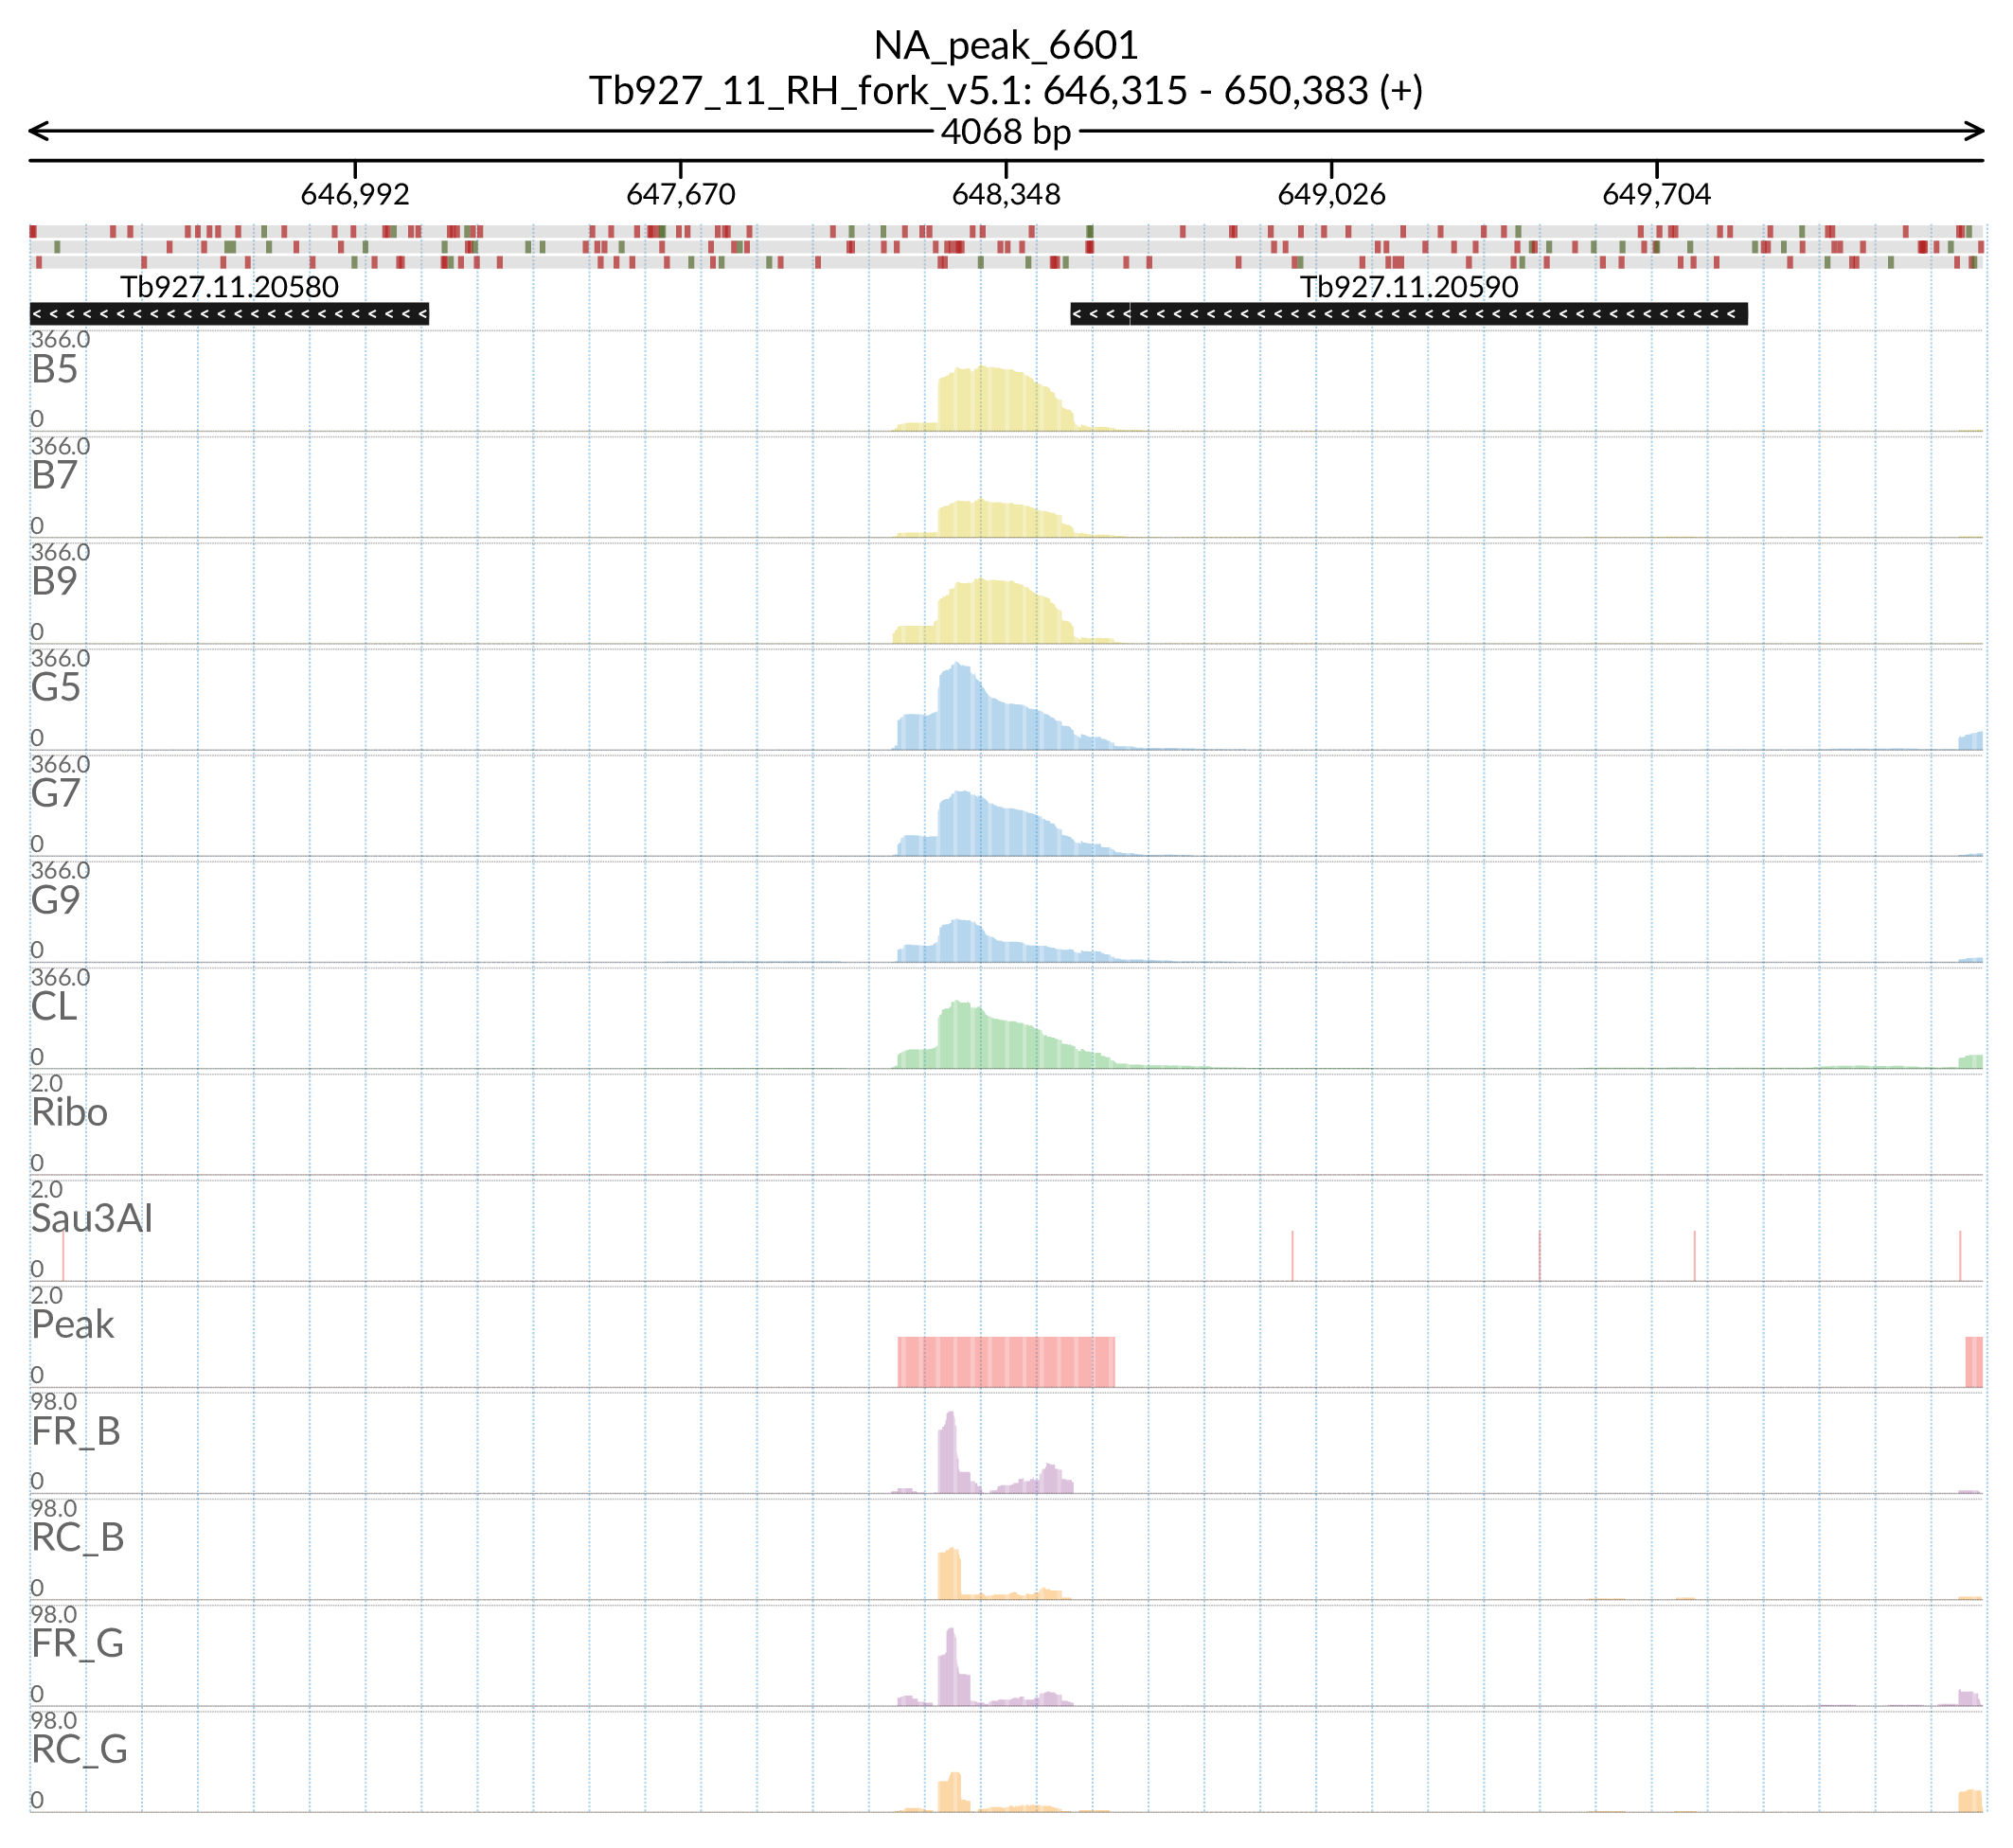 NA_peak_6601
Tb927_11_RH_fork_v5.1: 646,315 - 650,383 (+)
4068 bp
646,992 647,670 648,348 649,026 649,704
Tb927.11.20580 Tb927.11.20590
366.0
B5
0
366.0
B7
0
366.0
B9
0
366.0
G5
0
366.0
G7
0
366.0
G9
0
366.0
CL
0
2.0
Ribo
0
2.0
Sau3AI
0
2.0
Peak
0
98.0
FR_B
0
98.0
RC_B
0
98.0
FR_G
0
98.0
RC_G
0